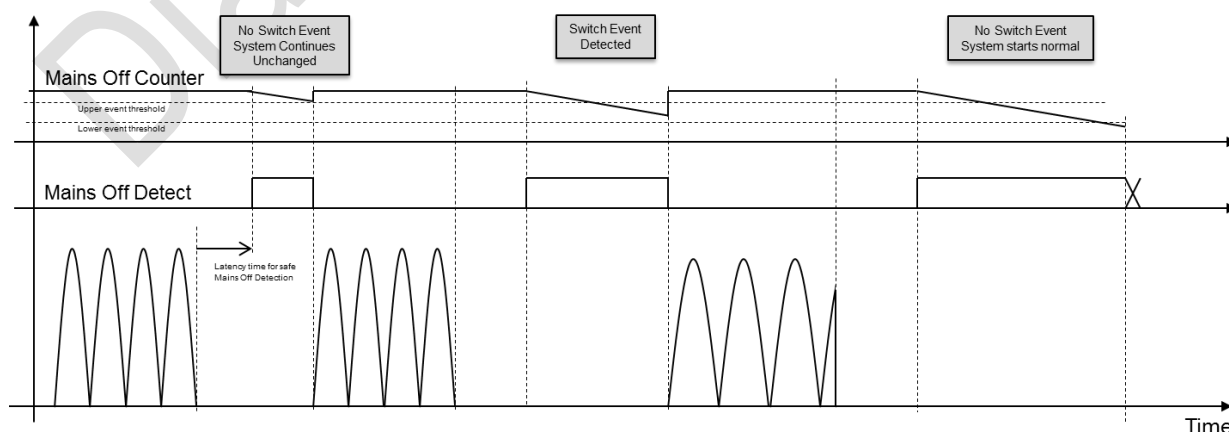 No Switch Event
System Continues
Unchanged
Switch Event
Detected
No Switch Event
System starts normal
Mains Off Counter
Upper event threshold
Lower event threshold
Mains Off Detect
Latency time for safe
Mains Off Detection
Time